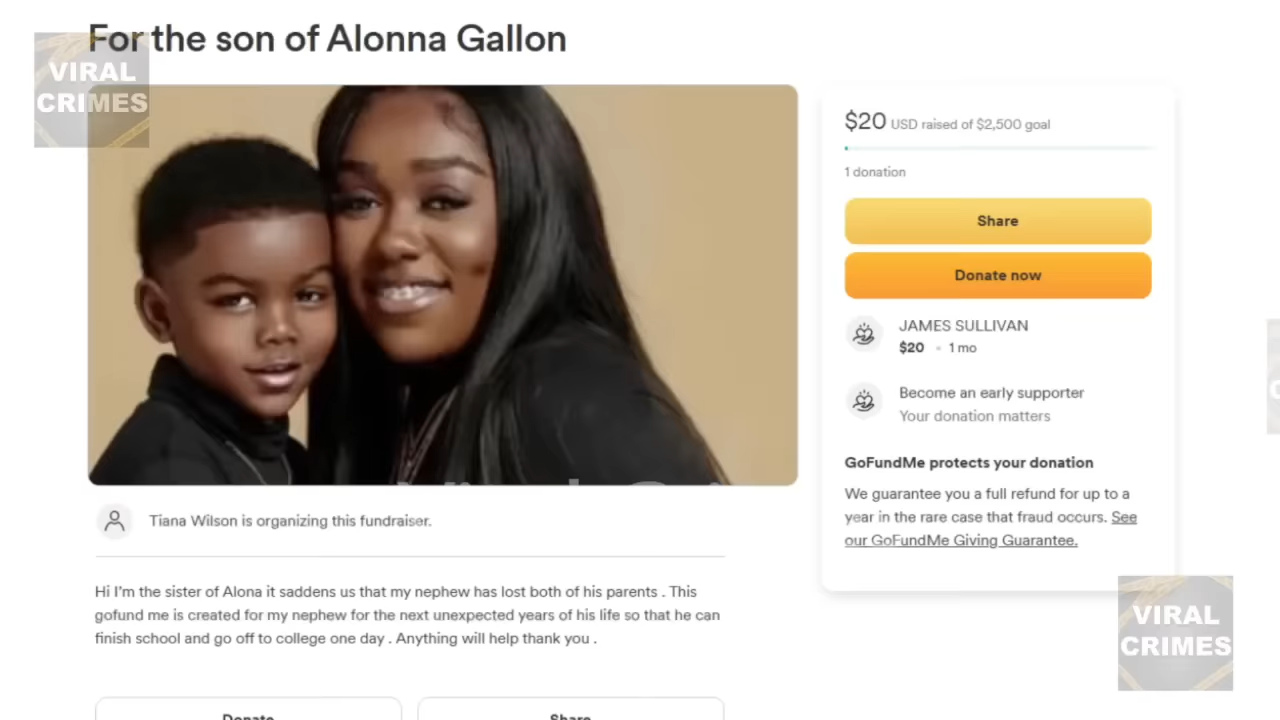 For the son of Alonna Gallon
VIRAL
CRIMES
$20 USD raised of $2,500 goal
1 donation
Share
Donate now
JAMES SULLIVAN
$20 • 1 mo
Become an early supporter
Your donation matters
GoFundMe protects your donation
We guarantee you a full refund for up to a
year in the rare case that fraud occurs. See
our GoFundMe Giving Guarantee.
Tiana Wilson is organizing this fundraiser.
Hi I'm the sister of Alona it saddens us that my nephew has lost both of his parents . This
gofund me is created for my nephew for the next unexpected years of his life so that he can
finish school and go off to college one day . Anything will help thank you .
VIRAL
CRIMES
Donate
Share